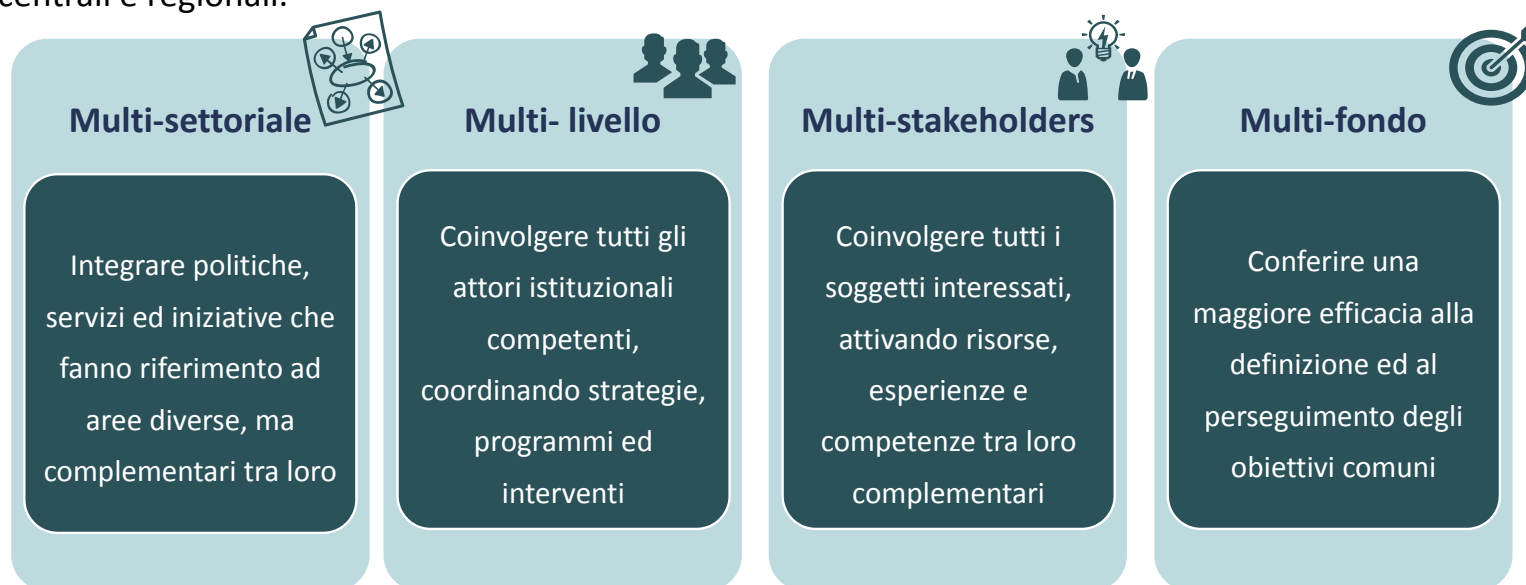 centrali e regionali.
Multi-settoriale
Integrare politiche,
servizi ed iniziative che
fanno riferimento ad
aree diverse, ma
complementari tra loro
Multi- livello
Coinvolgere tutti gli
attori istituzionali
competenti,
coordinando strategie,
programmi ed
interventi
Multi-stakeholders
Coinvolgere tutti i
soggetti interessati,
attivando risorse,
esperienze e
competenze tra loro
complementari
Multi-fondo
Conferire una
maggiore efficacia alla
definizione ed al
perseguimento degli
obiettivi comuni